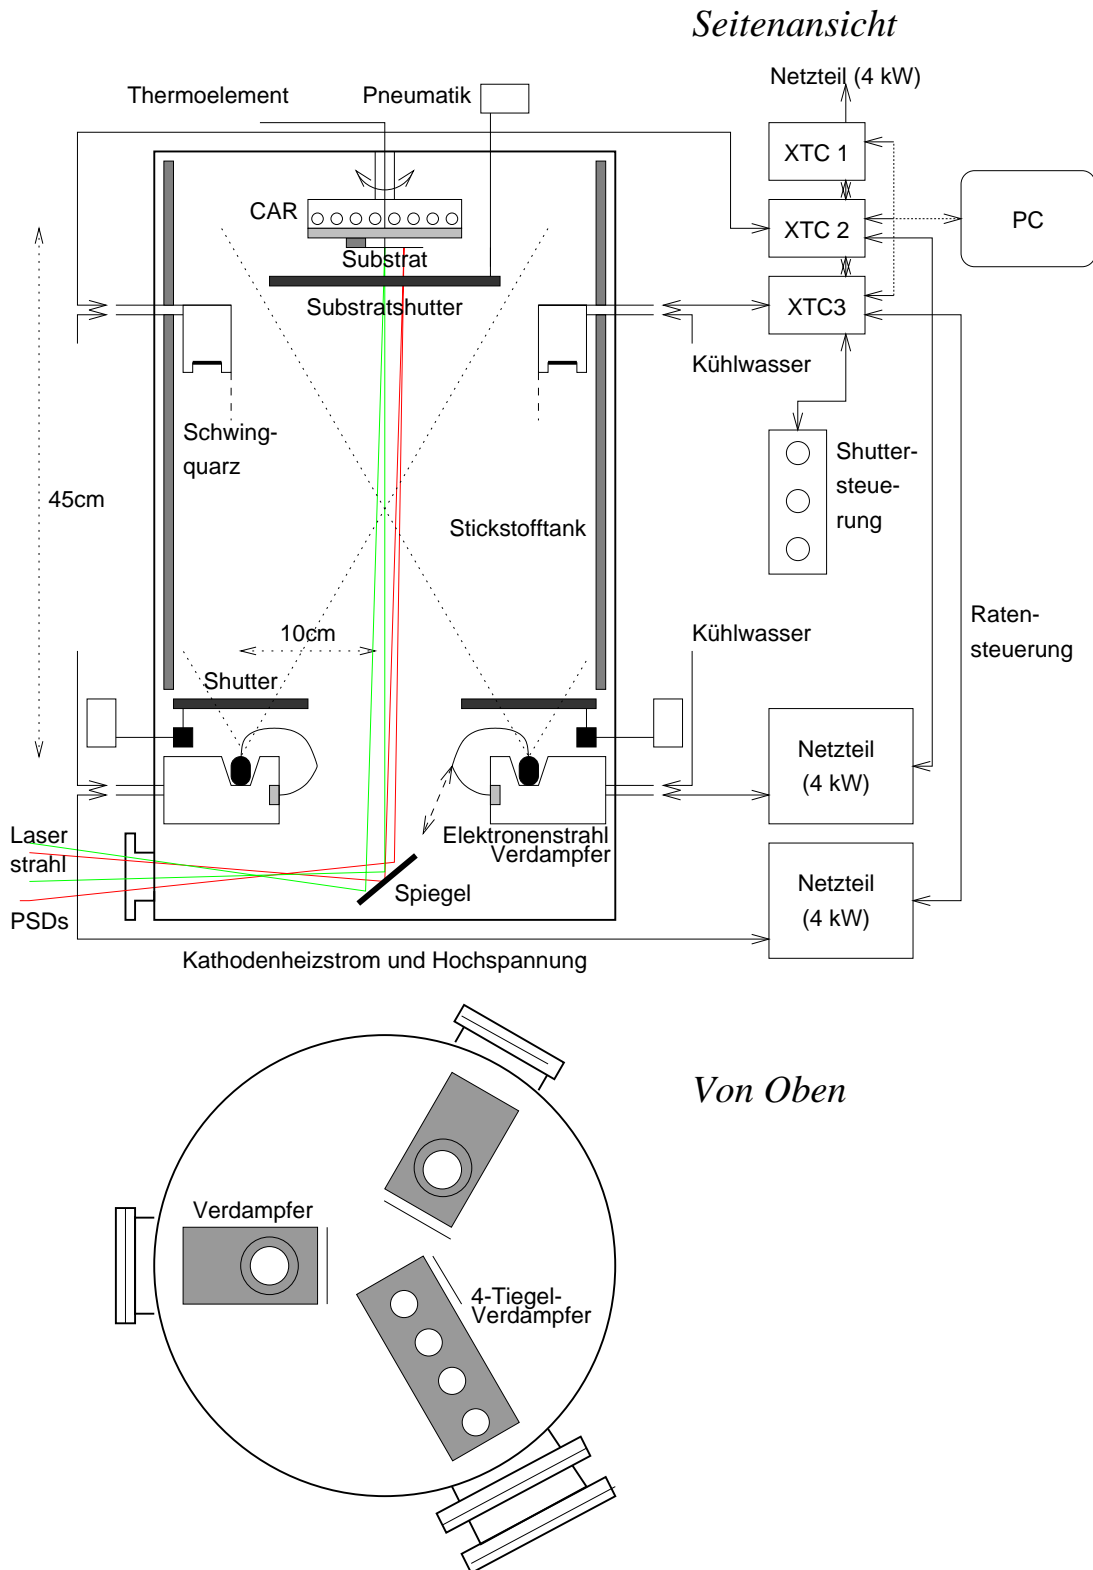 Seitenansicht
Netzteil (4 kW)
Thermoelement
Pneumatik
XTC 1
CAR
XTC 2
PC
Substrat
Substratshutter
XTC3
Kühlwasser
Schwing-
quarz
Shutter-
steue-
rung
45cm
Stickstofftank
10cm
Kühlwasser
Raten-
steuerung
Shutter
Netzteil
(4 kW)
Laser
strahl
PSDs
Elektronenstrahl
Verdampfer
Spiegel
Netzteil
(4 kW)
Kathodenheizstrom und Hochspannung
Von Oben
Verdampfer
4-Tiegel-
Verdampfer